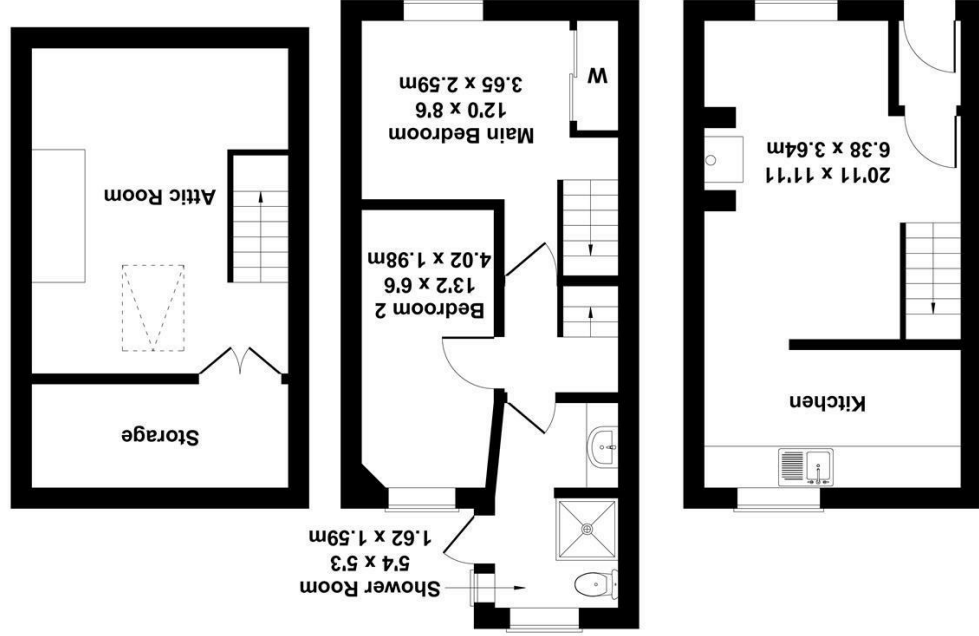 Kitchen
20'11 x 11'11
6.38 x 3.64m
Shower Room
5'4 x 5'3
1.62 x 1.59m
Bedroom 2
13'2 x 6'6
4.02 x 1.98m
Main Bedroom
12'0 x 8'6
3.65 x 2.59m
W
Storage
Attic Room